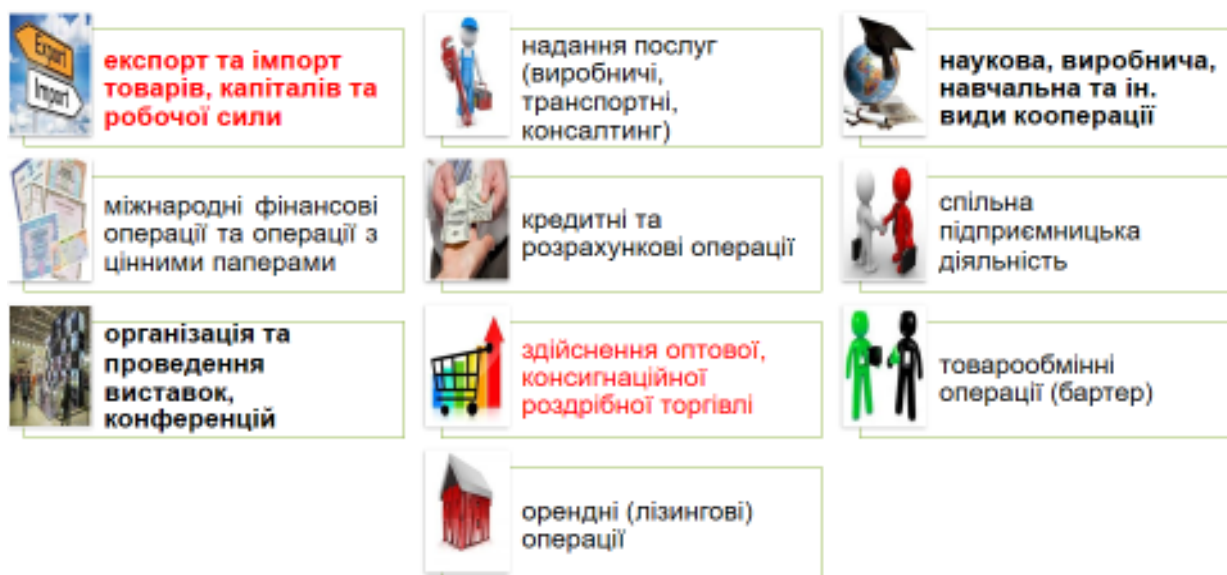 Export
Import
експорт та імпорт
товарів, капіталів та
робочої сили
надання послуг
(виробничі,
транспортні,
консалтинг)
наукова, виробнича,
навчальна та ін.
види кооперації
міжнародні фінансові
операції та операції з
цінними паперами
кредитні та
розрахункові операції
спільна
підприємницька
діяльність
організація та
проведення
виставок,
конференцій
здійснення оптової,
консигнаційної
роздрібної торгівлі
товарообмінні
операції (бартер)
орендні (лізингові)
операції